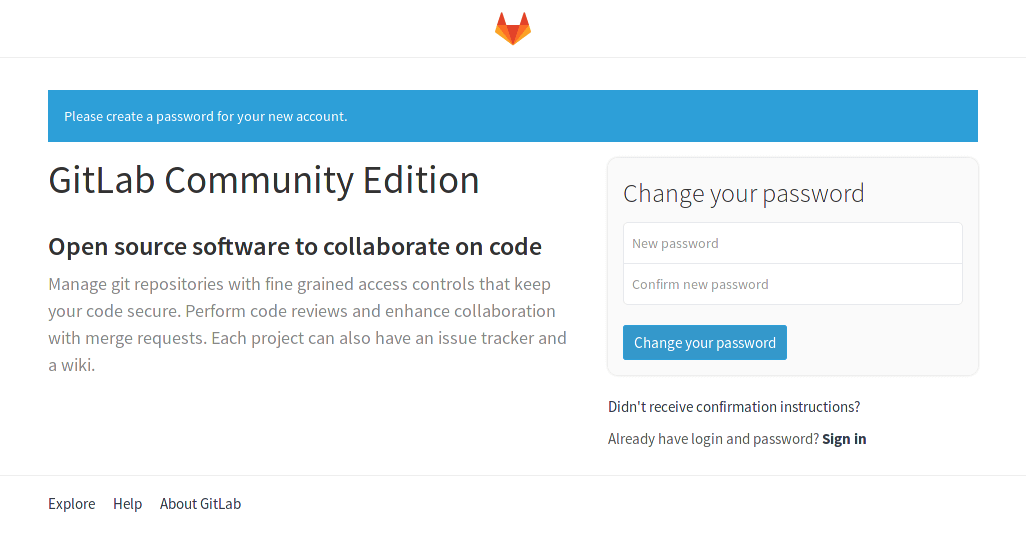 Please create a password for your new account.
GitLab Community Edition
Open source software to collaborate on code
Manage git repositories with fine grained access controls that keep
your code secure. Perform code reviews and enhance collaboration
with merge requests. Each project can also have an issue tracker and
a wiki.
Change your password
New password
Confirm new password
Change your password
Didn't receive confirmation instructions?
Already have login and password? Sign in
Explore Help About GitLab